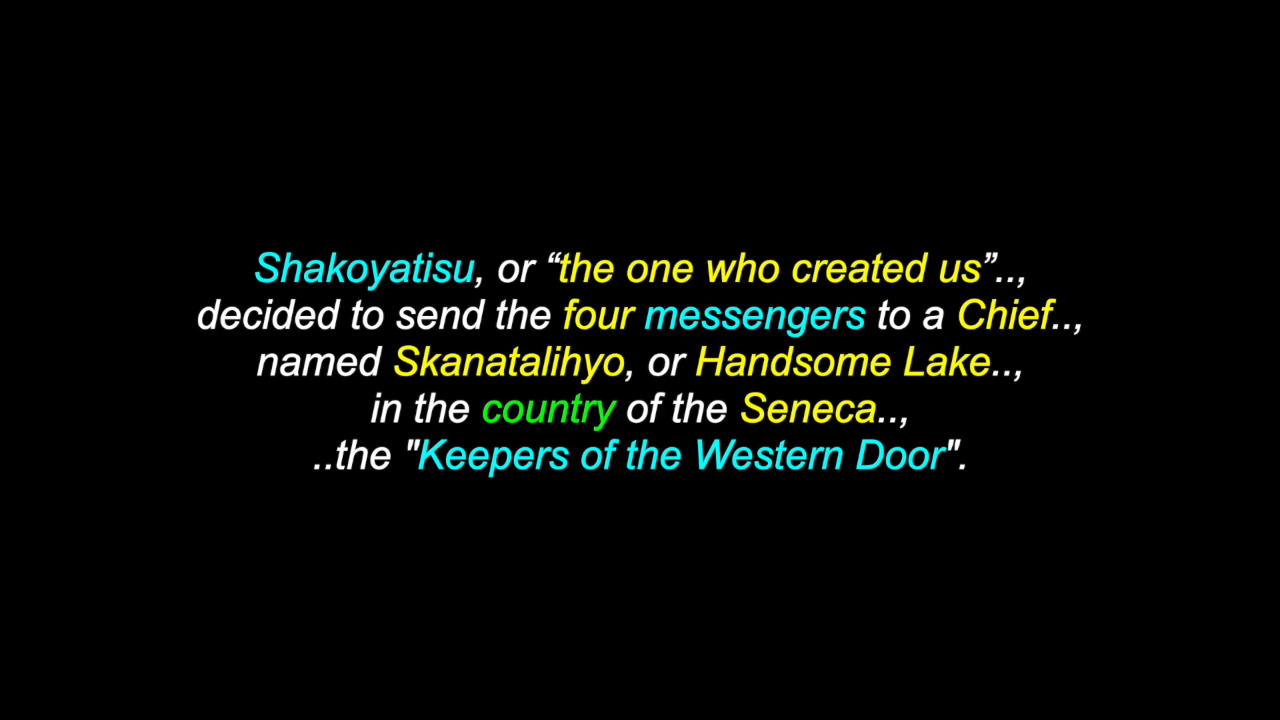 Shakoyatisu, or “the one who created us”..,
decided to send the four messengers to a Chief..,
named Skanatalihyo, or Handsome Lake..,
in the country of the Seneca..,
..the "Keepers of the Western Door".